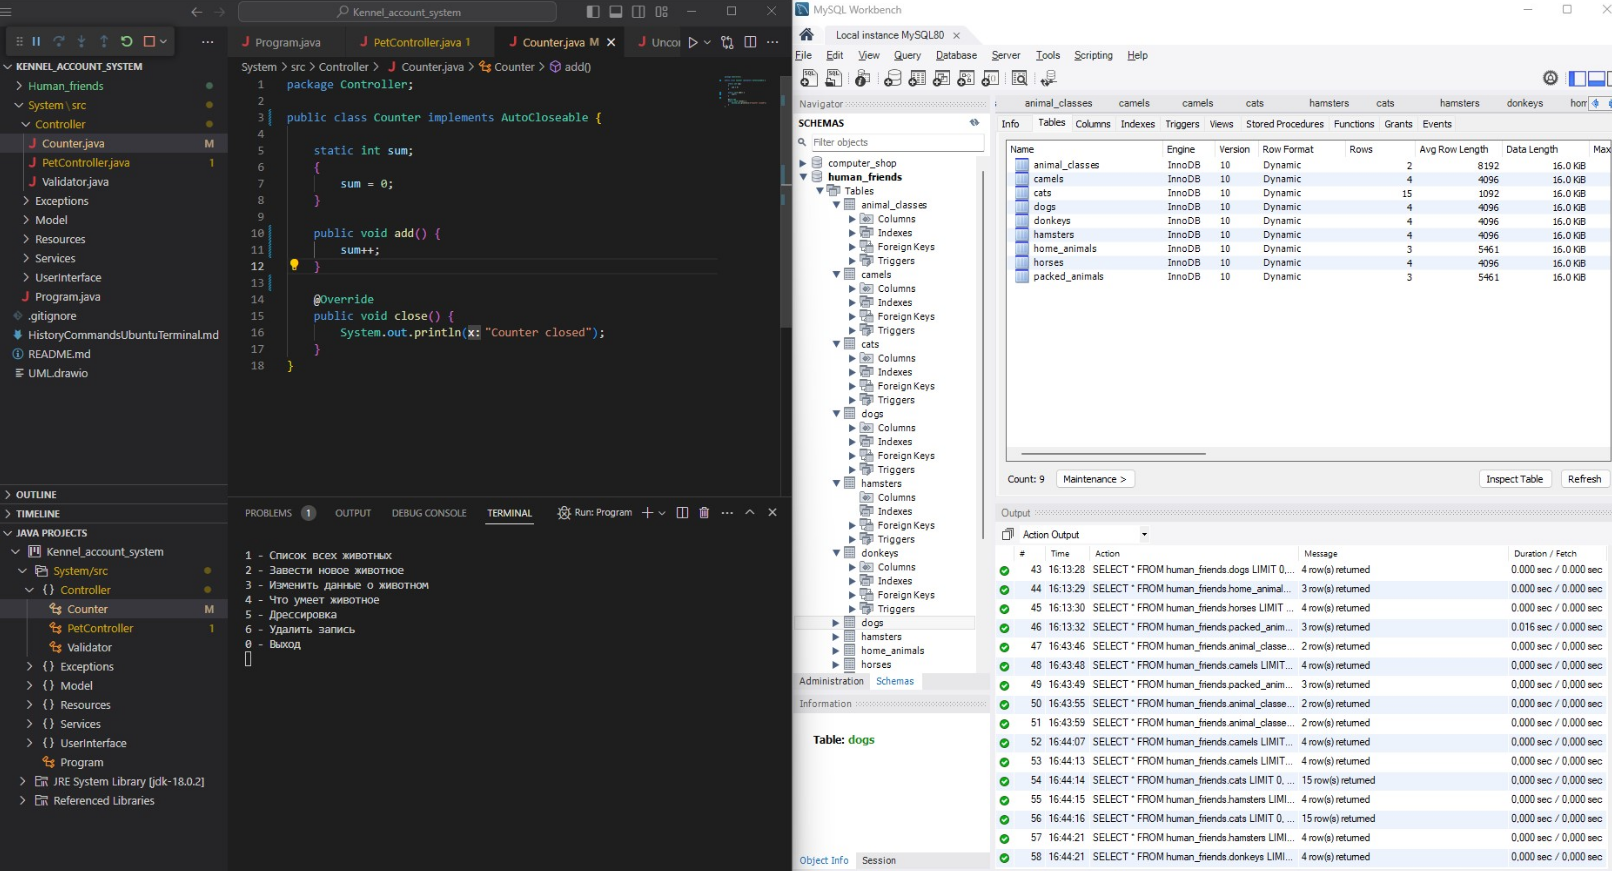 Kennel_account_system
KENNEL_ACCOUNT_SYSTEM
Human_friends
System \ src
Controller
Counter.java M
PetController.java 1
Validator.java
Exceptions
Model
Resources
Services
UserInterface
Program.java
.gitignore
HistoryCommandsUbuntuTerminal.md
README.md
UML.drawio
OUTLINE
TIMELINE
JAVA PROJECTS
Kennel_account_system
System/src
Controller
Counter M
PetController 1
Validator
Exceptions
Model
Resources
Services
UserInterface
Program
JRE System Library [jdk-18.0.2]
Referenced Libraries
Program.java PetController.java 1 Counter.java M
System > src > Controller > Counter.java > Counter > add()
1 package Controller;
2
3 public class Counter implements AutoCloseable {
4
5 static int sum;
6 {
7 sum = 0;
8 }
9
10 public void add() {
11 sum++;
12 }
13
14 @Override
15 public void close() {
16 System.out.println(x: "Counter closed");
17 }
18 }
PROBLEMS 1 OUTPUT DEBUG CONSOLE TERMINAL Run: Program
1 - Список всех животных
2 - Завести новое животное
3 - Изменить данные о животном
4 - Что умеет животное
5 - Дрессировка
6 - Удалить запись
0 - Выход
MySQL Workbench
Local instance MySQL80
File Edit View Query Database Server Tools Scripting Help
Navigator
SCHEMAS
Filter objects
computer_shop
human_friends
Tables
animal_classes
Columns
Indexes
Foreign Keys
Triggers
camels
Columns
Indexes
Foreign Keys
Triggers
cats
Columns
Indexes
Foreign Keys
Triggers
dogs
Columns
Indexes
Foreign Keys
Triggers
hamsters
Columns
Indexes
Foreign Keys
Triggers
donkeys
Columns
Indexes
Foreign Keys
Triggers
dogs
hamsters
home_animals
horses
Administration Schemas
Information
Table: dogs
Object Info Session
animal_classes camels camels cats hamsters cats hamsters donkeys
Info Tables Columns Indexes Triggers Views Stored Procedures Functions Grants Events
Name Engine Version Row Format Rows Avg Row Length Data Length Max
animal_classes InnoDB 10 Dynamic 2 8192 16.0 KiB
camels InnoDB 10 Dynamic 4 4096 16.0 KiB
cats InnoDB 10 Dynamic 15 1092 16.0 KiB
dogs InnoDB 10 Dynamic 4 4096 16.0 KiB
donkeys InnoDB 10 Dynamic 4 4096 16.0 KiB
hamsters InnoDB 10 Dynamic 4 4096 16.0 KiB
home_animals InnoDB 10 Dynamic 3 5461 16.0 KiB
horses InnoDB 10 Dynamic 4 4096 16.0 KiB
packed_animals InnoDB 10 Dynamic 3 5461 16.0 KiB
Count: 9 Maintenance > Inspect Table Refresh
Output
Action Output
# Time Action Message Duration / Fetch
43 16:13:28 SELECT * FROM human_friends.dogs LIMIT 0,... 4 row(s) returned 0.000 sec / 0.000 sec
44 16:13:29 SELECT * FROM human_friends.home_animal... 3 row(s) returned 0.000 sec / 0.000 sec
45 16:13:30 SELECT * FROM human_friends.horses LIMIT ... 4 row(s) returned 0.000 sec / 0.000 sec
46 16:13:32 SELECT * FROM human_friends.packed_anim... 3 row(s) returned 0.016 sec / 0.000 sec
47 16:43:46 SELECT * FROM human_friends.animal_classe... 2 row(s) returned 0,000 sec / 0,000 sec
48 16:43:48 SELECT * FROM human_friends.camels LIMIT... 4 row(s) returned 0,000 sec / 0,000 sec
49 16:43:49 SELECT * FROM human_friends.packed_anim... 3 row(s) returned 0,000 sec / 0,000 sec
50 16:43:55 SELECT * FROM human_friends.animal_classe... 2 row(s) returned 0,000 sec / 0,000 sec
51 16:43:59 SELECT * FROM human_friends.animal_classe... 2 row(s) returned 0,000 sec / 0,000 sec
52 16:44:07 SELECT * FROM human_friends.camels LIMIT... 4 row(s) returned 0,000 sec / 0,000 sec
53 16:44:13 SELECT * FROM human_friends.camels LIMIT... 4 row(s) returned 0,000 sec / 0,000 sec
54 16:44:14 SELECT * FROM human_friends.cats LIMIT 0, ... 15 row(s) returned 0,000 sec / 0,000 sec
55 16:44:15 SELECT * FROM human_friends.hamsters LIMI... 4 row(s) returned 0,000 sec / 0,000 sec
56 16:44:16 SELECT * FROM human_friends.cats LIMIT 0, ... 15 row(s) returned 0,000 sec / 0,000 sec
57 16:44:21 SELECT * FROM human_friends.hamsters LIMI... 4 row(s) returned 0.000 sec / 0.000 sec
58 16:44:21 SELECT * FROM human_friends.donkeys LIMI... 4 row(s) returned 0.000 sec / 0.000 sec